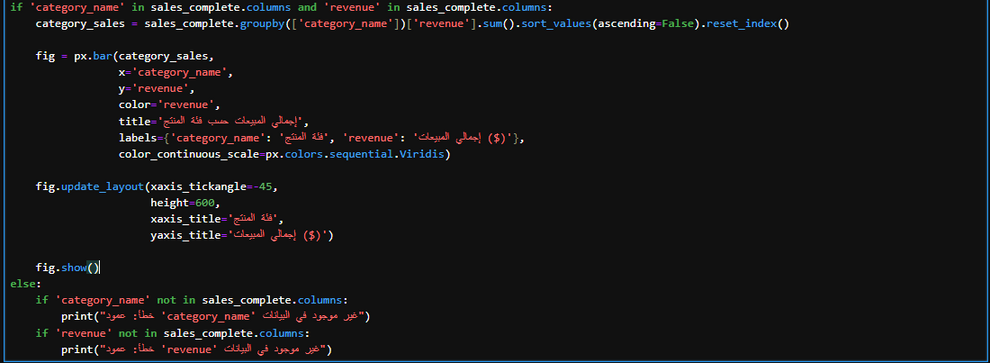 if 'category_name' in sales_complete.columns and 'revenue' in sales_complete.columns:
    category_sales = sales_complete.groupby(['category_name'])['revenue'].sum().sort_values(ascending=False).reset_index()
    fig = px.bar(category_sales,
                 x='category_name',
                 y='revenue',
                 color='revenue',
                 title='إجمالي المبيعات حسب فئة المنتج',
                 labels={'category_name': 'فئة المنتج', 'revenue': 'إجمالي المبيعات ($)'},
                 color_continuous_scale=px.colors.sequential.Viridis)
    fig.update_layout(xaxis_tickangle=-45,
                      height=600,
                      xaxis_title='فئة المنتج',
                      yaxis_title='إجمالي المبيعات ($)')
    fig.show()
else:
    if 'category_name' not in sales_complete.columns:
        print("خطأ: عمود 'category_name' غير موجود في البيانات")
    if 'revenue' not in sales_complete.columns:
        print("خطأ: عمود 'revenue' غير موجود في البيانات")